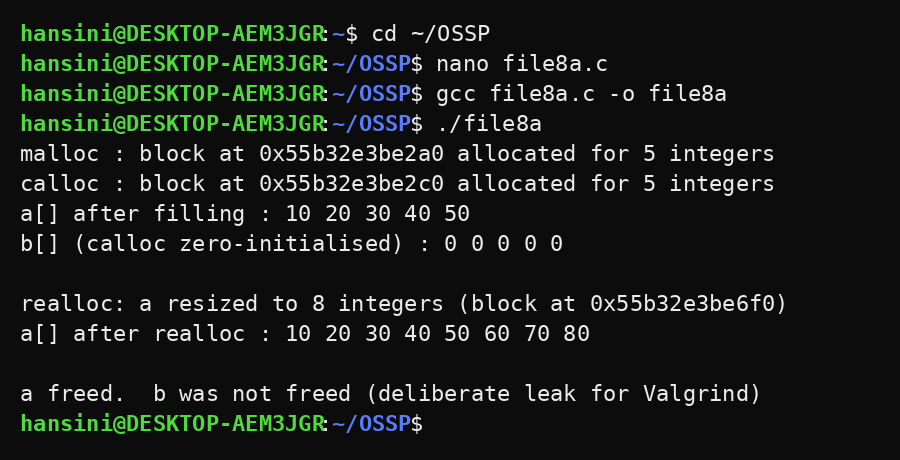 hansini@DESKTOP-AEM3JGR:~$ cd ~/OSSP
hansini@DESKTOP-AEM3JGR:~/OSSP$ nano file8a.c
hansini@DESKTOP-AEM3JGR:~/OSSP$ gcc file8a.c -o file8a
hansini@DESKTOP-AEM3JGR:~/OSSP$ ./file8a
malloc : block at 0x55b32e3be2a0 allocated for 5 integers
calloc : block at 0x55b32e3be2c0 allocated for 5 integers
a[] after filling : 10 20 30 40 50
b[] (calloc zero-initialised) : 0 0 0 0 0

realloc: a resized to 8 integers (block at 0x55b32e3be6f0)
a[] after realloc : 10 20 30 40 50 60 70 80

a freed.  b was not freed (deliberate leak for Valgrind)
hansini@DESKTOP-AEM3JGR:~/OSSP$